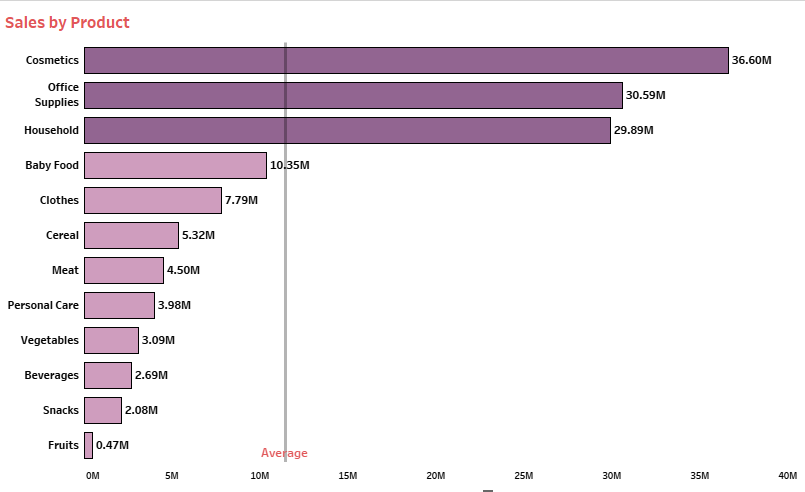 Sales by Product
Cosmetics 36.60M
Office
Supplies 30.59M
Household 29.89M
Baby Food 10.35M
Clothes 7.79M
Cereal 5.32M
Meat 4.50M
Personal Care 3.98M
Vegetables 3.09M
Beverages 2.69M
Snacks 2.08M
Fruits 0.47M
Average
0M 5M 10M 15M 20M 25M 30M 35M 40M